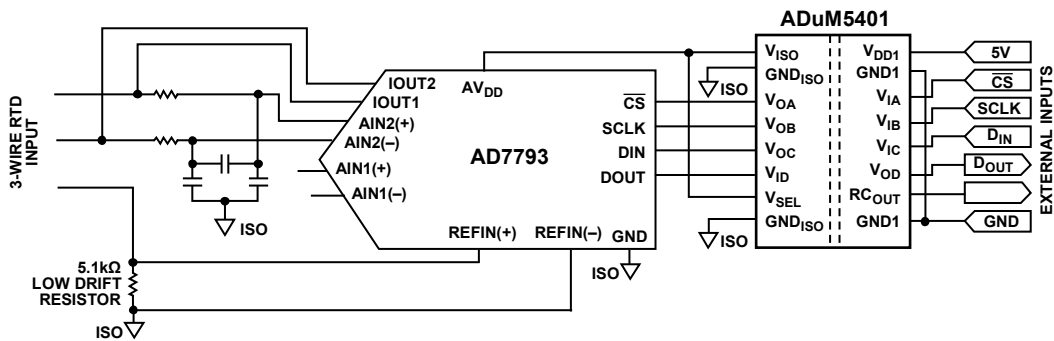 ADuM5401
3-WIRE RTD
INPUT
IOUT2
IOUT1
AIN2(+)
AIN2(–)
AIN1(+)
AIN1(–)
AVDD
AD7793
CS
SCLK
DIN
DOUT
REFIN(+)
REFIN(–)
GND
ISO
ISO
5.1kΩ
LOW DRIFT
RESISTOR
ISO
VISO
GNDISO
ISO
VOA
VOB
VOC
VID
VSEL
GNDISO
ISO
VDD1
GND1
VIA
VIB
VIC
VOD
RCOUT
GND1
5V
CS
SCLK
DIN
DOUT
GND
EXTERNAL INPUTS